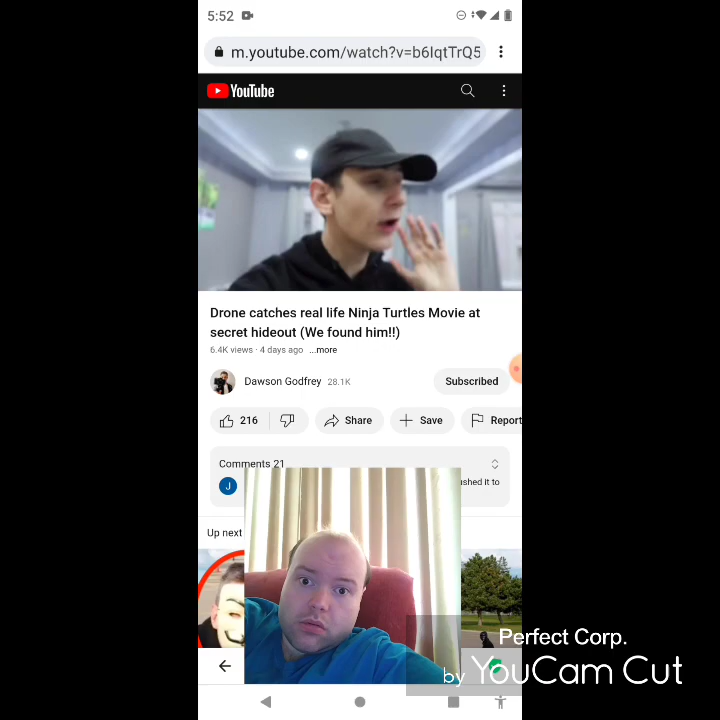 5:52
m.youtube.com/watch?v=b6IqtTrQ5
YouTube
Drone catches real life Ninja Turtles Movie at
secret hideout (We found him!!)
6.4K views · 4 days ago ...more
Dawson Godfrey 28.1K
Subscribed
216
Share
Save
Report
Comments 21
J
ushed it to
Up next
Perfect Corp.
by YouCam Cut